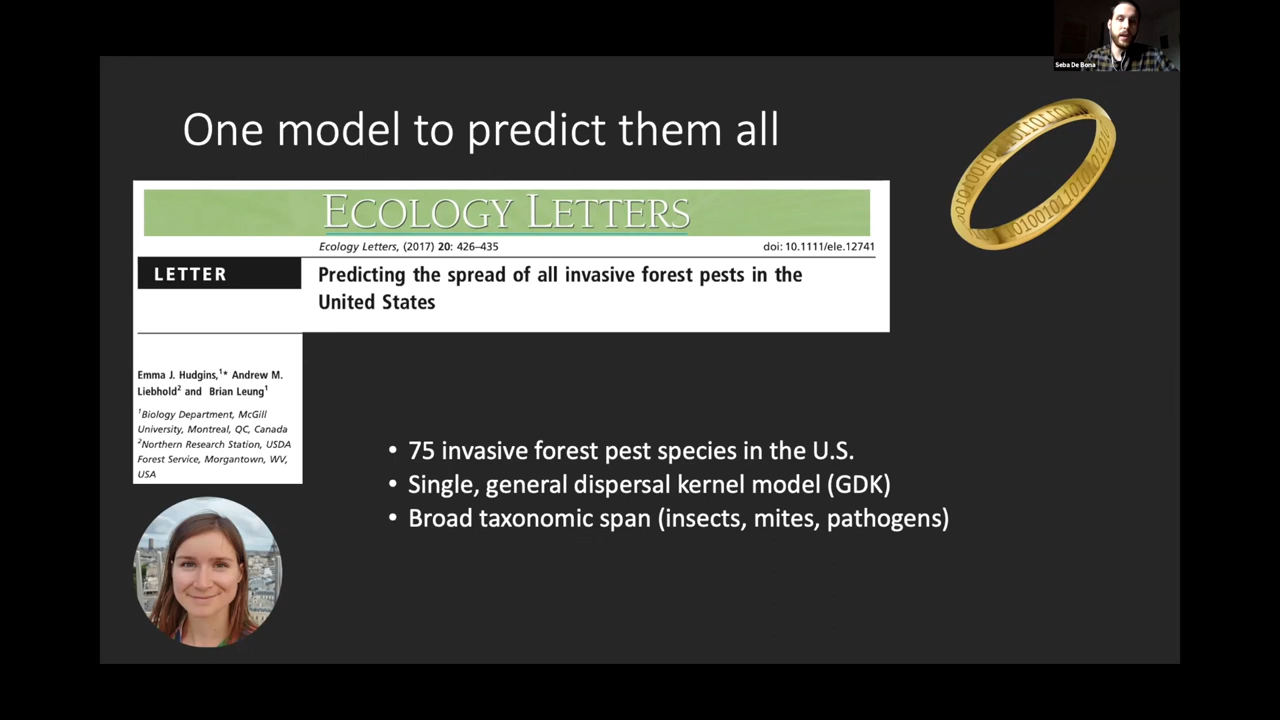 Seba De Bona
One model to predict them all
ECOLOGY LETTERS
Ecology Letters, (2017) 20: 426–435
doi: 10.1111/ele.12741
LETTER
Predicting the spread of all invasive forest pests in the
United States
Emma J. Hudgins,1* Andrew M.
Liebhold2 and Brian Leung1
1Biology Department, McGill
University, Montreal, QC, Canada
2Northern Research Station, USDA
Forest Service, Morgantown, WV,
USA
• 75 invasive forest pest species in the U.S.
• Single, general dispersal kernel model (GDK)
• Broad taxonomic span (insects, mites, pathogens)